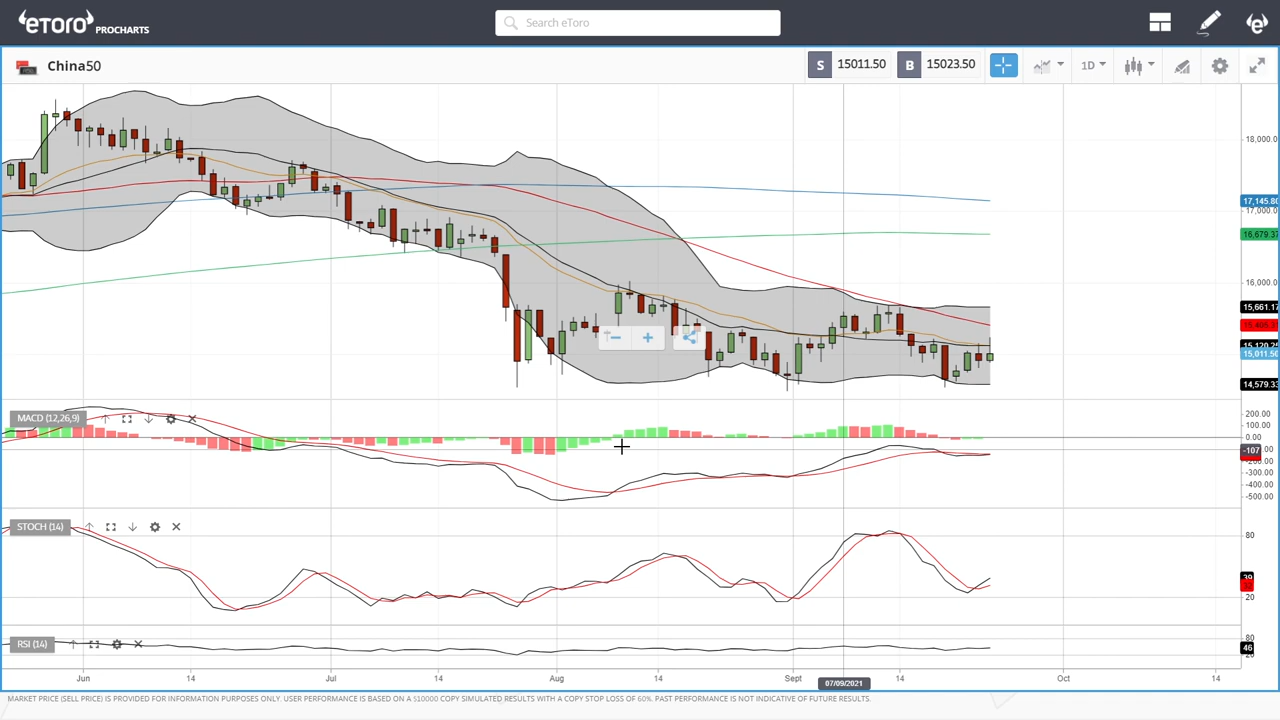 eToro PROCHARTS
Search eToro
China50
S 15011.50 B 15023.50
1D
18,000.0
17,145.80
17,000.0
16,679.37
16,000.0
15,661.17
15,011.50
14,579.33
MACD (12,26,9)
200.00
100.00
0.00
-107
-300.00
-400.00
-500.00
STOCH (14)
80
39
20
RSI (14)
80
46
Jun 14 Jul 14 Aug 14 Sept 07/09/2021 14 Oct 14
MARKET PRICE (SELL PRICE) IS PROVIDED FOR INFORMATION PURPOSES ONLY. USER PERFORMANCE IS BASED ON A $10000 COPY SIMULATED RESULTS WITH A COPY STOP LOSS OF 60%. PAST PERFORMANCE IS NOT INDICATIVE OF FUTURE RESULTS.